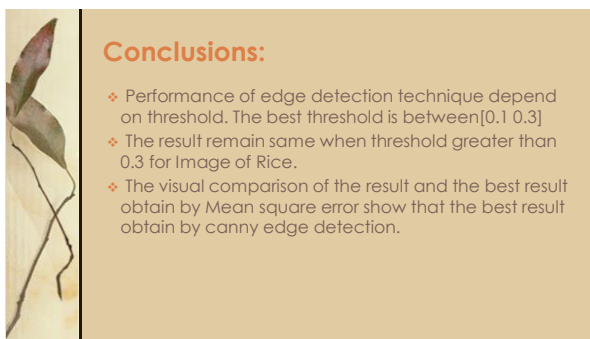 Conclusions:
❖ Performance of edge detection technique depend
on threshold. The best threshold is between[0.1 0.3]
❖ The result remain same when threshold greater than
0.3 for Image of Rice.
❖ The visual comparison of the result and the best result
obtain by Mean square error show that the best result
obtain by canny edge detection.